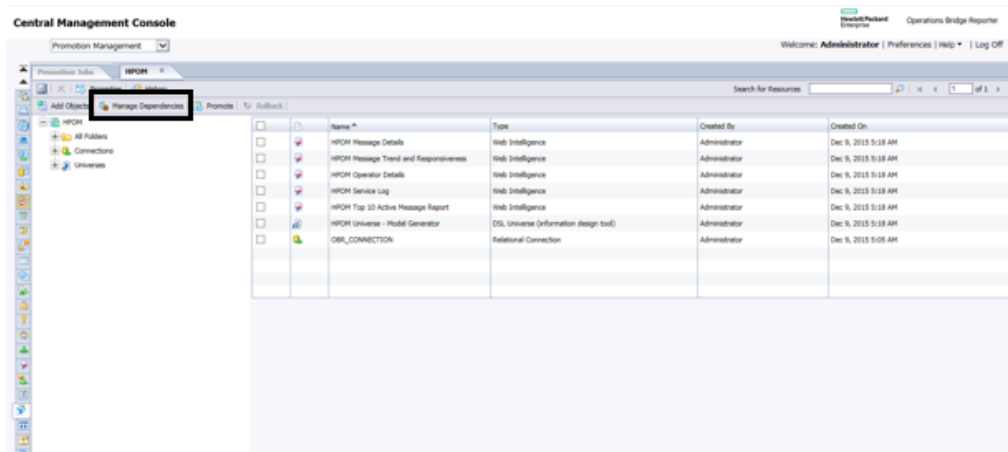 Central Management Console
Hewlett Packard
Enterprise
Operations Bridge Reporter
Promotion Management
Welcome: Administrator | Preferences | Help | Log Off
Promotion Jobs HPOM
Properties History
Search for Resources 1 of 1
Add Objects Manage Dependencies Promote Rollback
HPOM
All Folders
Connections
Universes
Name Type Created By Created On
HPOM Message Details Web Intelligence Administrator Dec 9, 2015 5:18 AM
HPOM Message Trend and Responsiveness Web Intelligence Administrator Dec 9, 2015 5:18 AM
HPOM Operator Details Web Intelligence Administrator Dec 9, 2015 5:18 AM
HPOM Service Log Web Intelligence Administrator Dec 9, 2015 5:18 AM
HPOM Top 10 Active Message Report Web Intelligence Administrator Dec 9, 2015 5:18 AM
HPOM Universe - Model Generator DSL Universe (information design tool) Administrator Dec 9, 2015 5:18 AM
OBR_CONNECTION Relational Connection Administrator Dec 9, 2015 5:05 AM